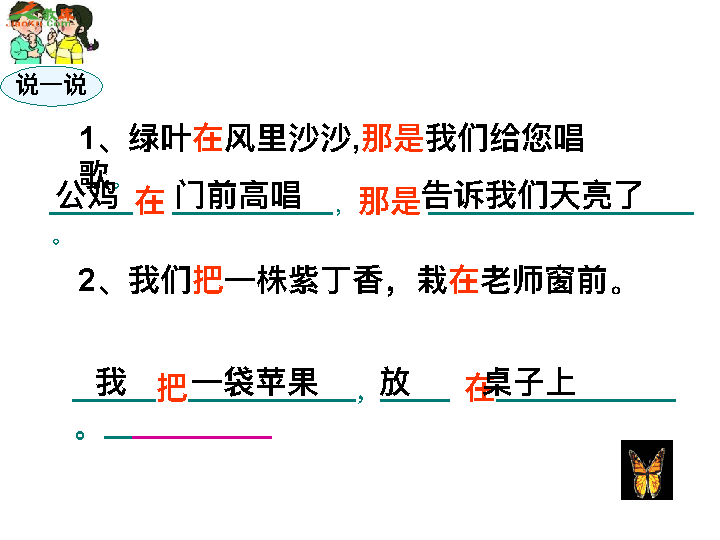 说一说
1、绿叶在风里沙沙,那是我们给您唱
歌。
公鸡在门前高唱,那是告诉我们天亮了
。
2、我们把一株紫丁香，栽在老师窗前。
我把一袋苹果，放在桌子上
。